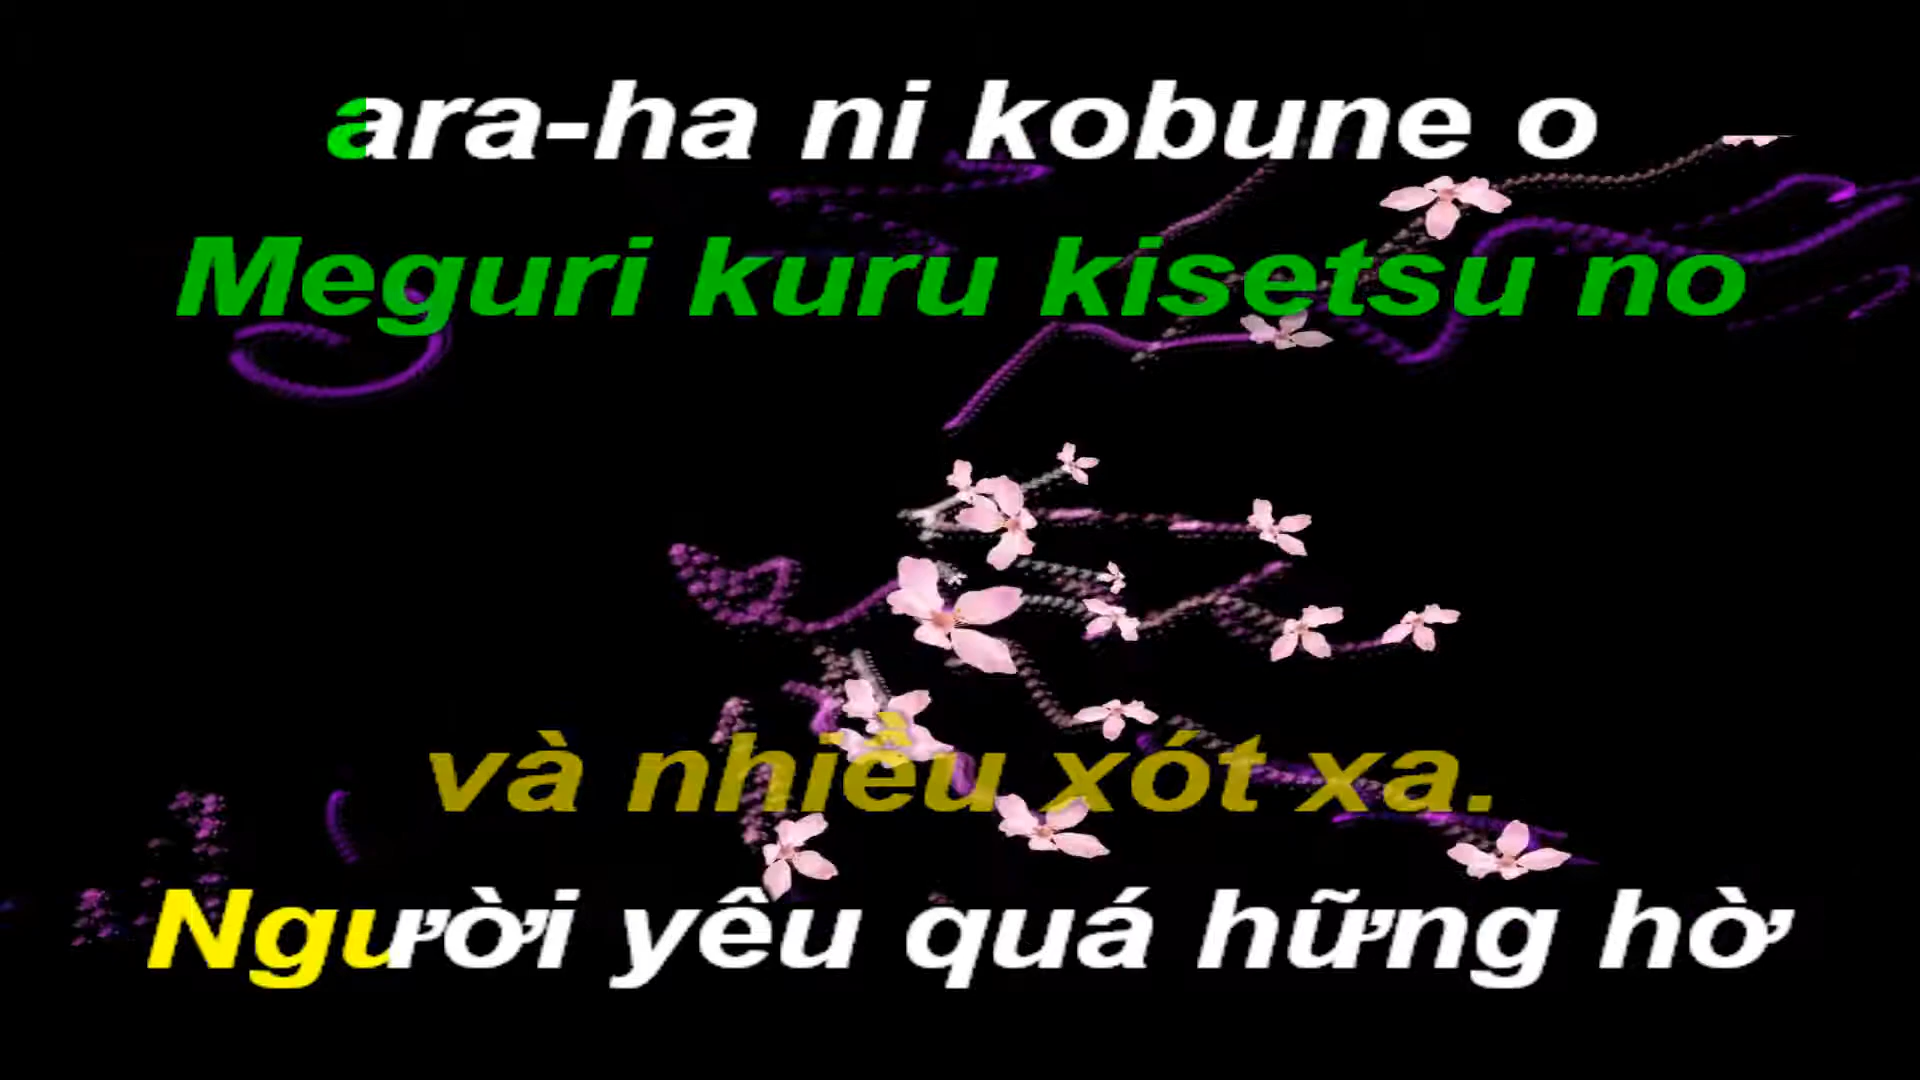 ara-ha ni kobune o
Meguri kuru kisetsu no
và nhiều xót xa.
Người yêu quá hững hờ